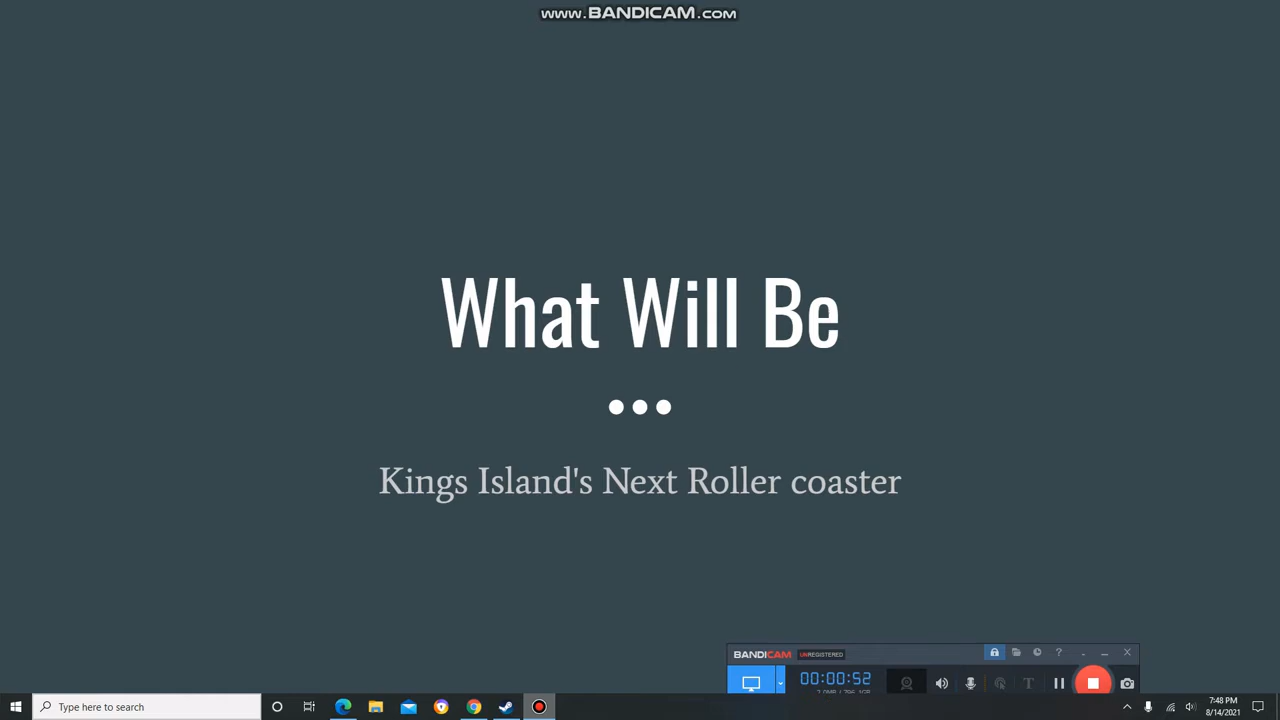 www.BANDICAM.com
What Will Be
Kings Island's Next Roller coaster
BANDICAM UNREGISTERED
00:00:52
Type here to search
7:48 PM
8/14/2021